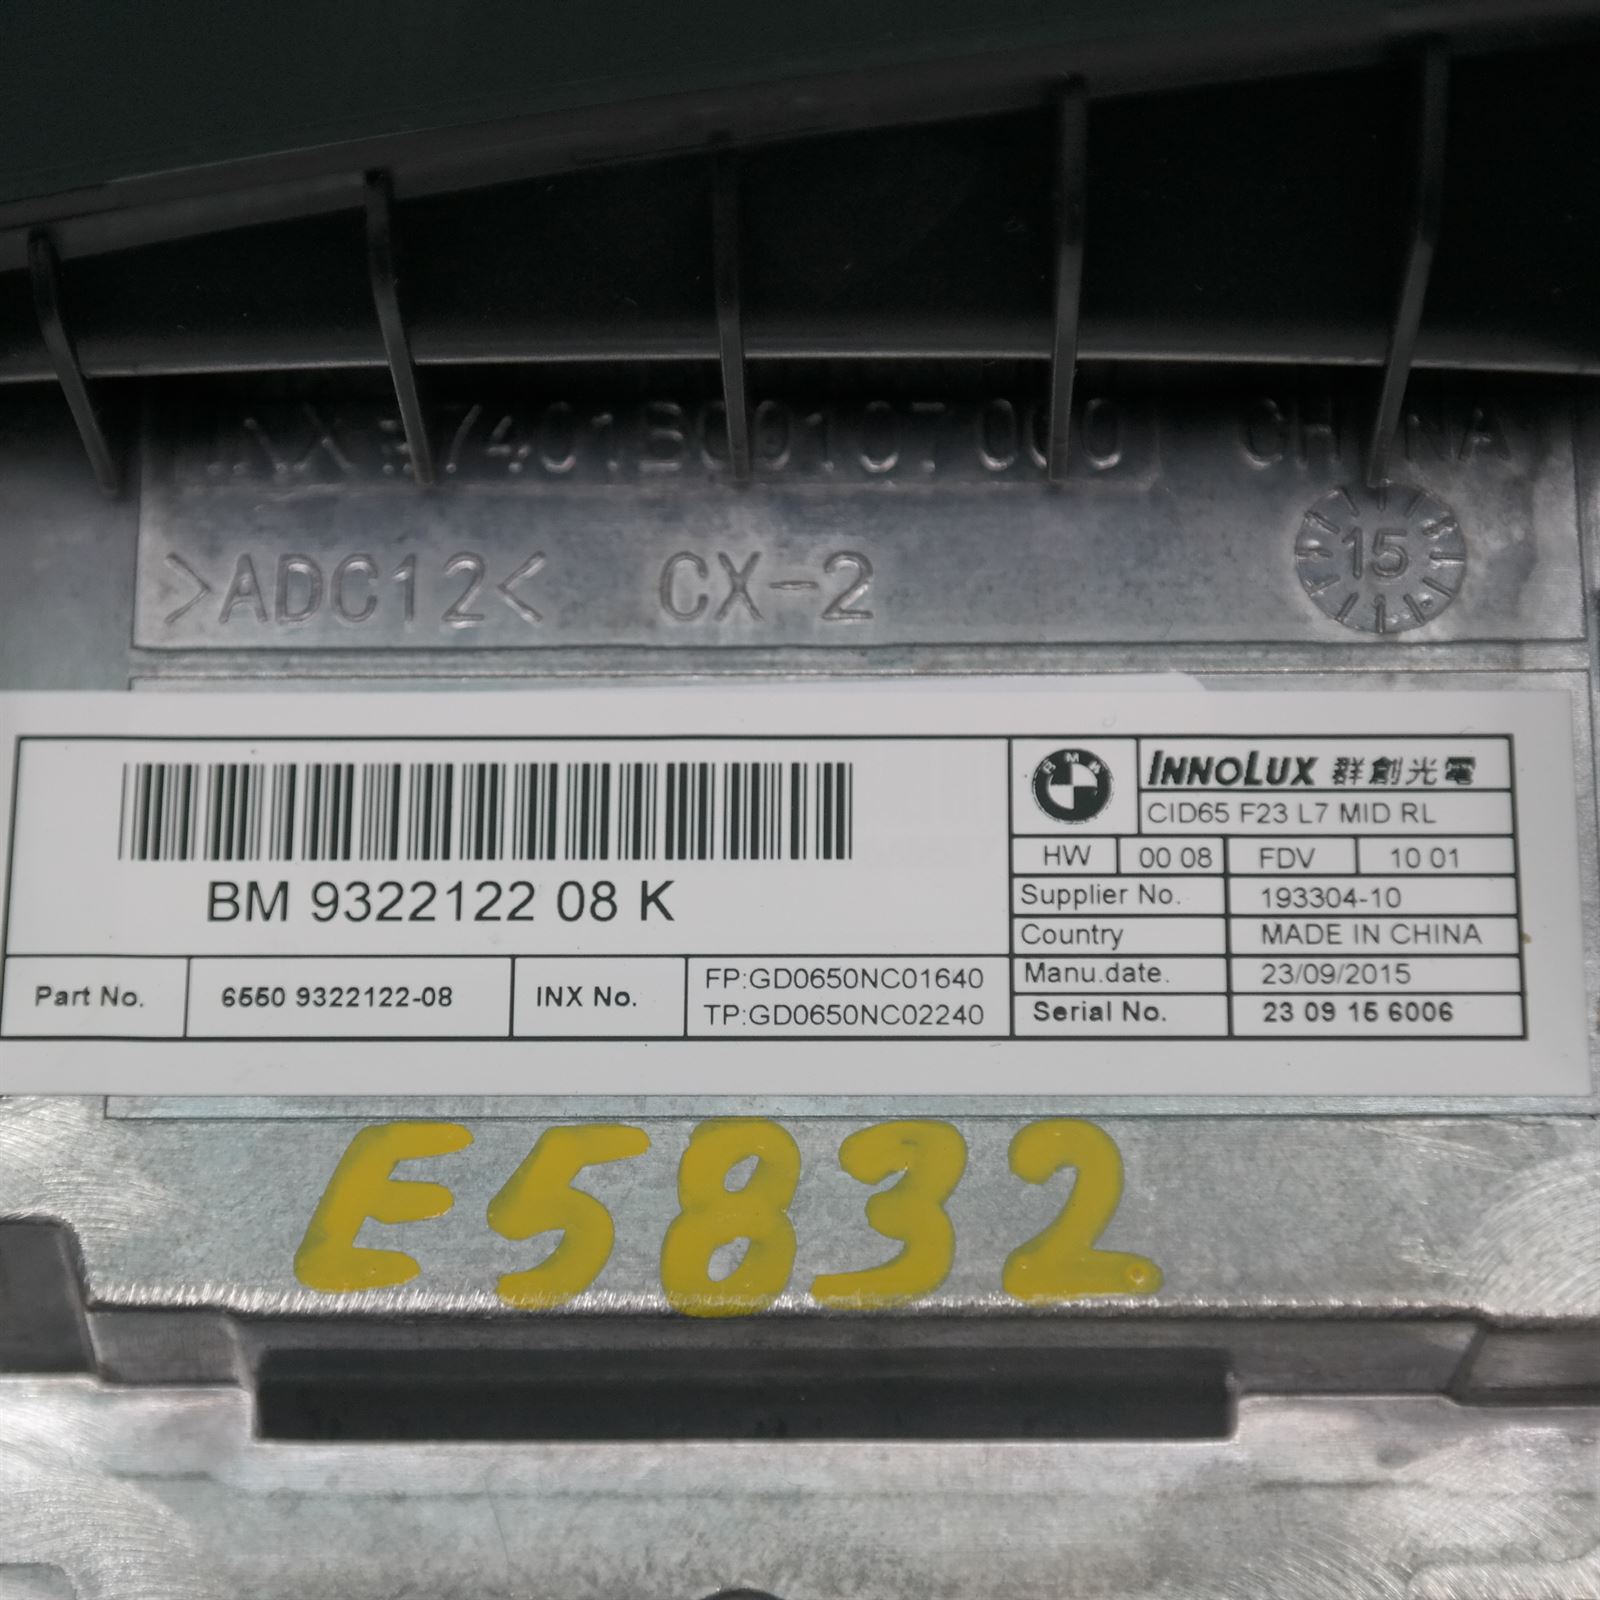 CHINA
>ADC12< CX-2
15
BM 9322122 08 K
Part No. 6550 9322122-08 INX No. FP:GD0650NC01640
TP:GD0650NC02240
BMW
INNOLUX 群創光電
CID65 F23 L7 MID RL
HW 00 08 FDV 10 01
Supplier No. 193304-10
Country MADE IN CHINA
Manu.date. 23/09/2015
Serial No. 23 09 15 6006
E5832